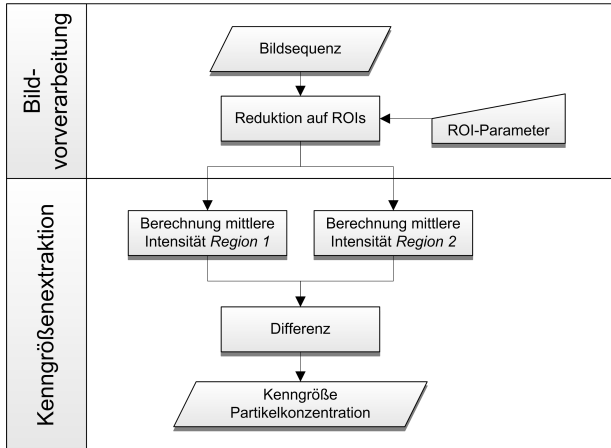 Bild-
vorverarbeitung
Bildsequenz
Reduktion auf ROIs
ROI-Parameter
Kenngrößenextraktion
Berechnung mittlere
Intensität Region 1
Berechnung mittlere
Intensität Region 2
Differenz
Kenngröße
Partikelkonzentration